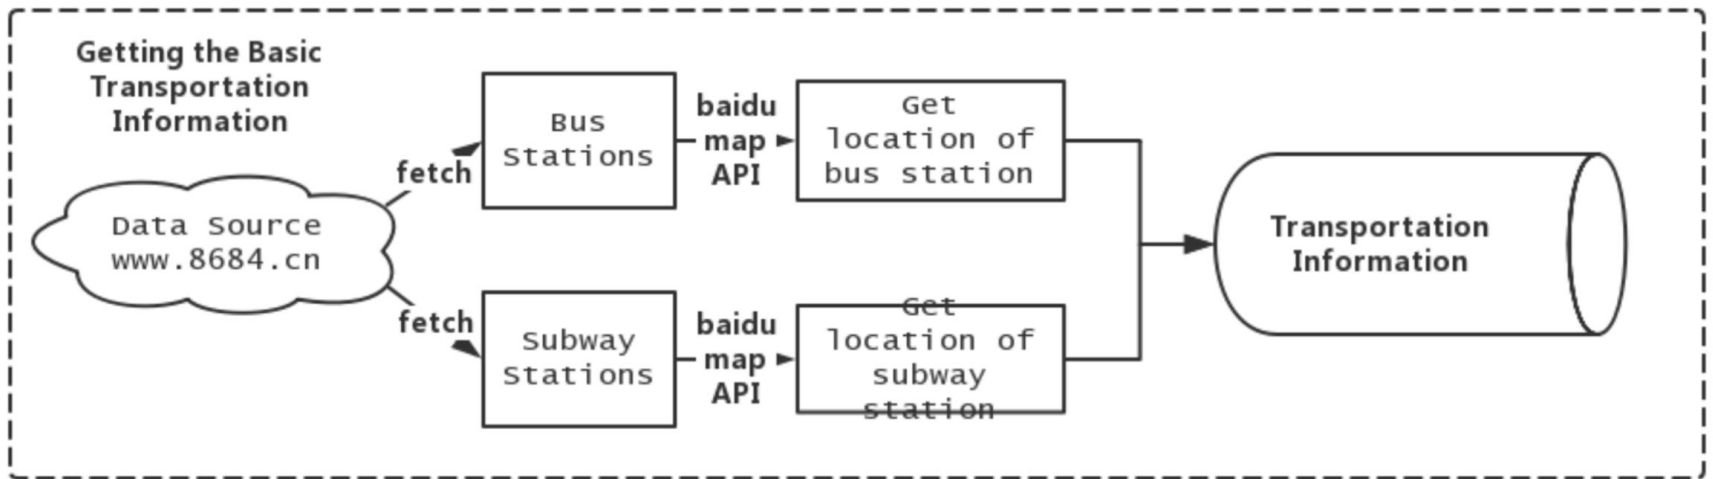 Getting the Basic
Transportation
Information
Data Source
www.8684.cn
fetch
Bus
Stations
baidu
map
API
Get
location of
bus station
fetch
Subway
Stations
baidu
map
API
Get
location of
subway
station
Transportation
Information